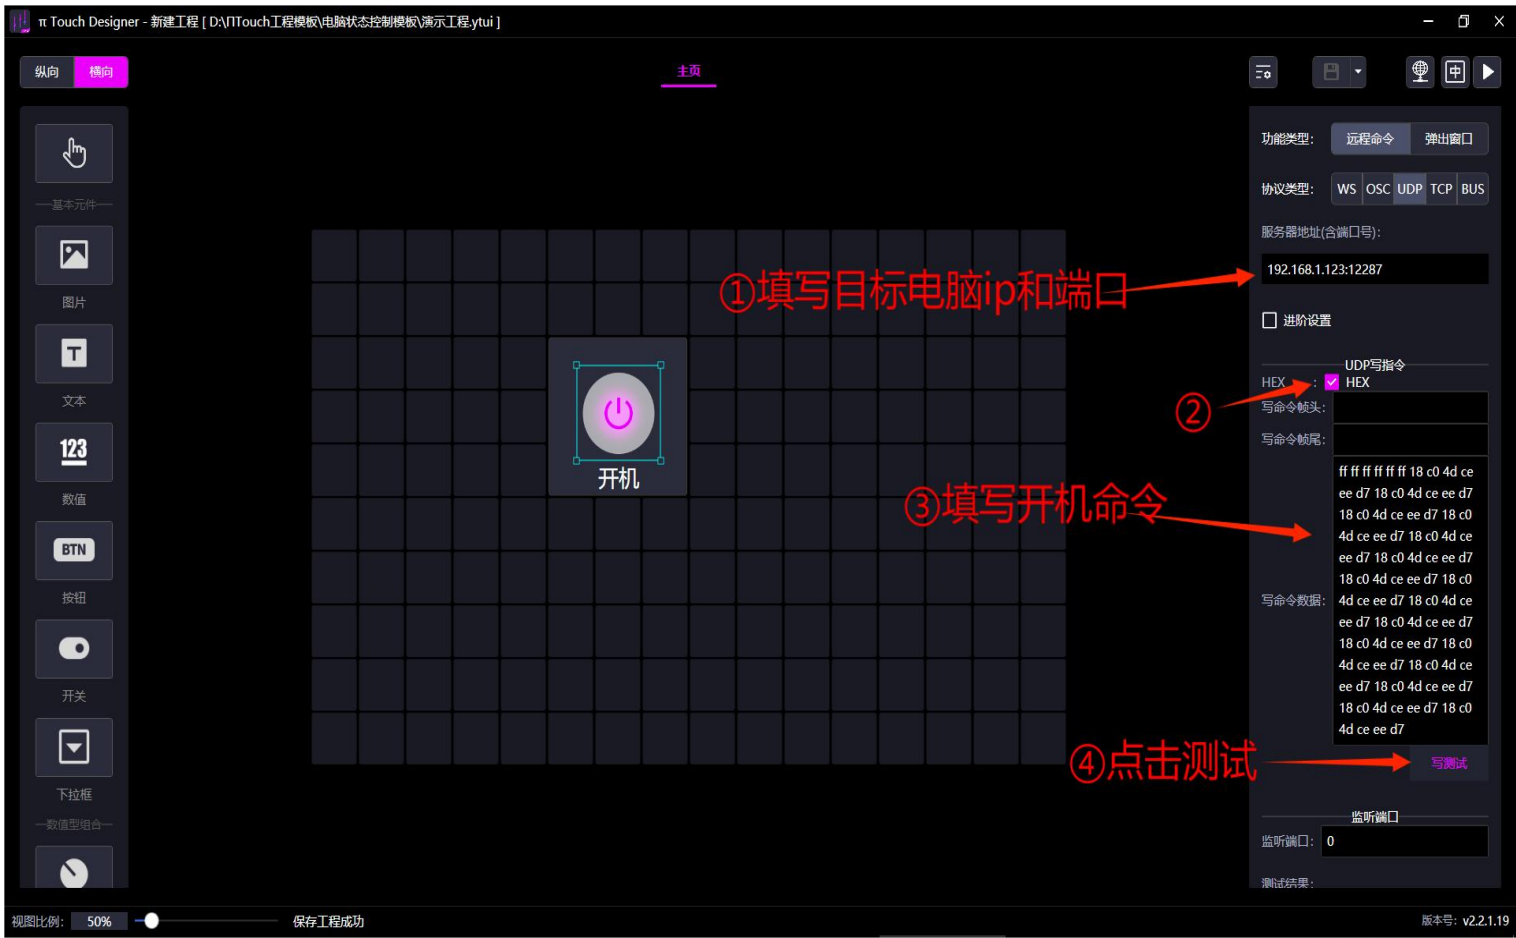 π Touch Designer - 新建工程 [ D:\ΠTouch工程模板\电脑状态控制模板\演示工程.ytui ]
纵向 横向
主页
中
功能类型： 远程命令 弹出窗口
协议类型： WS OSC UDP TCP BUS
服务器地址(含端口号)：
192.168.1.123:12287
①填写目标电脑ip和端口
进阶设置
UDP写指令
HEX : HEX
②
写命令帧头：
写命令帧尾：
③填写开机命令
写命令数据：
ff ff ff ff ff ff 18 c0 4d ce
ee d7 18 c0 4d ce ee d7
18 c0 4d ce ee d7 18 c0
4d ce ee d7 18 c0 4d ce
ee d7 18 c0 4d ce ee d7
18 c0 4d ce ee d7 18 c0
4d ce ee d7 18 c0 4d ce
ee d7 18 c0 4d ce ee d7
18 c0 4d ce ee d7 18 c0
4d ce ee d7 18 c0 4d ce
ee d7 18 c0 4d ce ee d7
18 c0 4d ce ee d7 18 c0
4d ce ee d7
④点击测试
写测试
监听端口
监听端口： 0
测试结果：
基本元件
图片
T
文本
123
数值
BTN
按钮
开关
下拉框
数值型组合
开机
视图比例： 50%
保存工程成功
版本号： v2.2.1.19